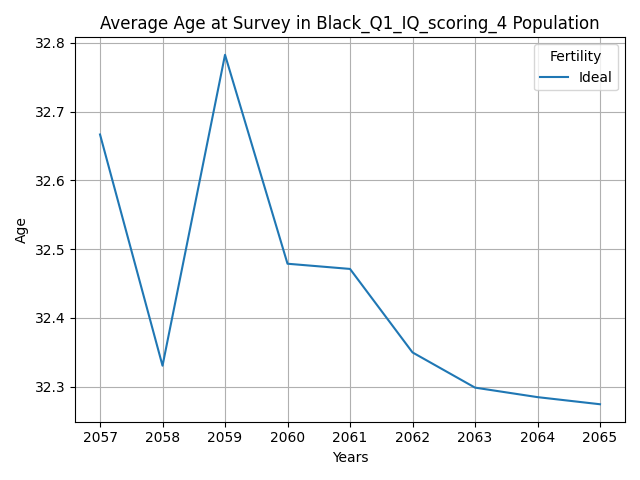 Average Age at Survey in Black_Q1_IQ_scoring_4 Population
Fertility
Ideal
32.8
32.7
32.6
32.5
32.4
32.3
Age
2057 2058 2059 2060 2061 2062 2063 2064 2065
Years